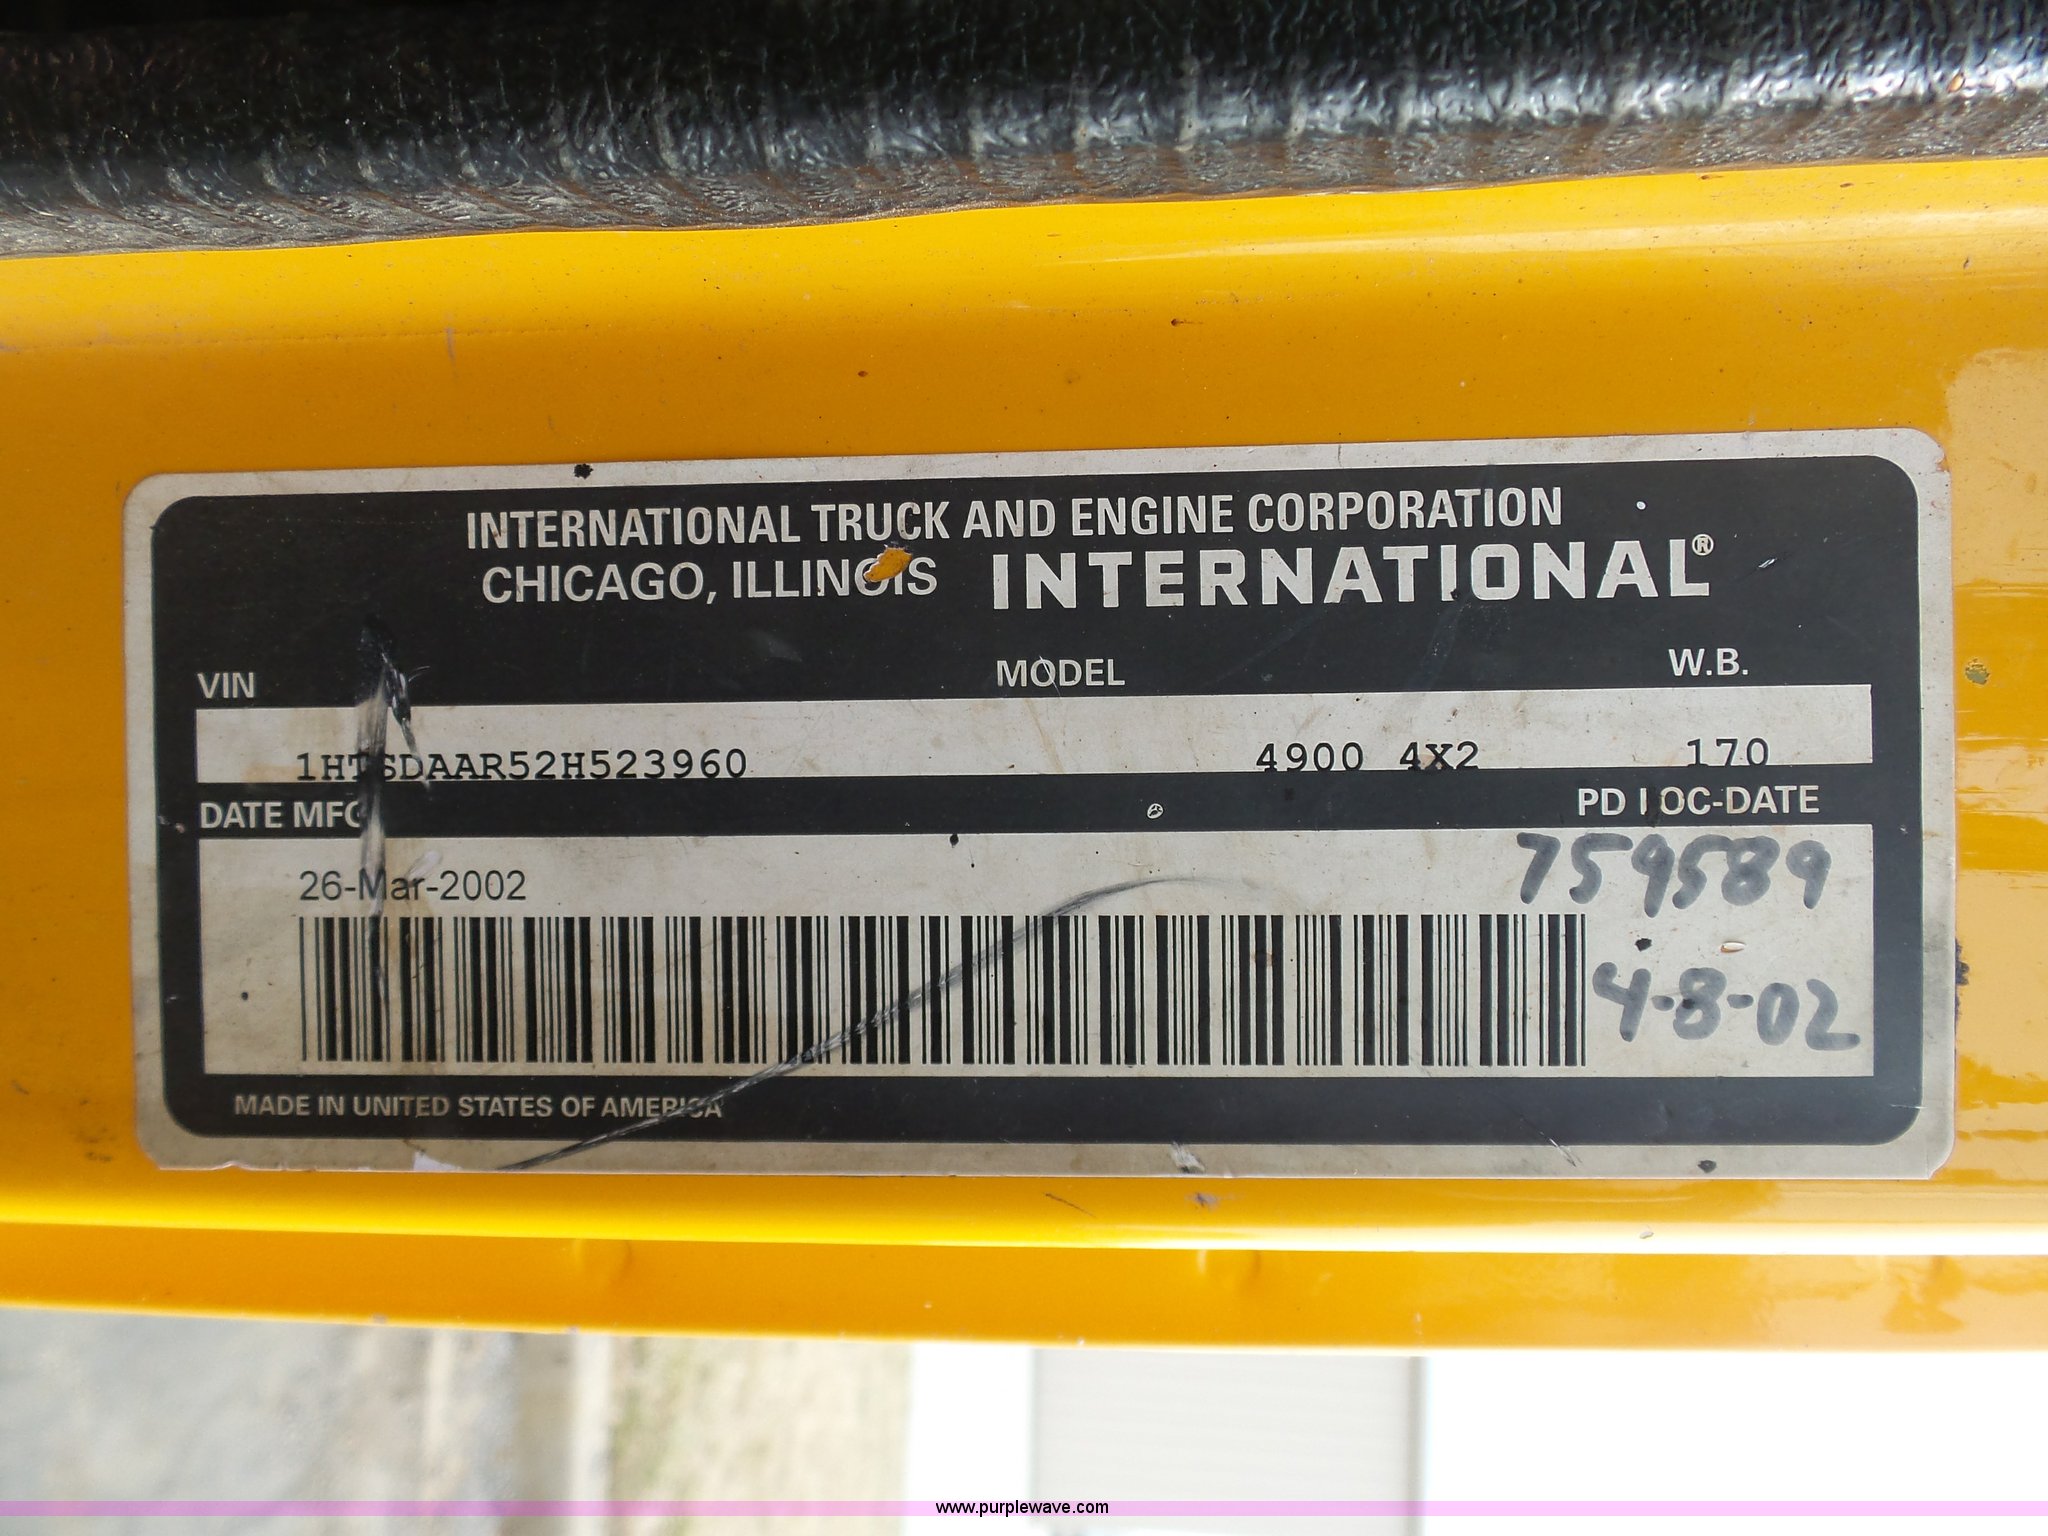 INTERNATIONAL TRUCK AND ENGINE CORPORATION
CHICAGO, ILLINOIS INTERNATIONAL®
VIN MODEL W.B.
1HTSDAAR52H523960 4900 4X2 170
DATE MFG PD LOC-DATE
26-Mar-2002 759589
4-8-02
MADE IN UNITED STATES OF AMERICA
www.purplewave.com